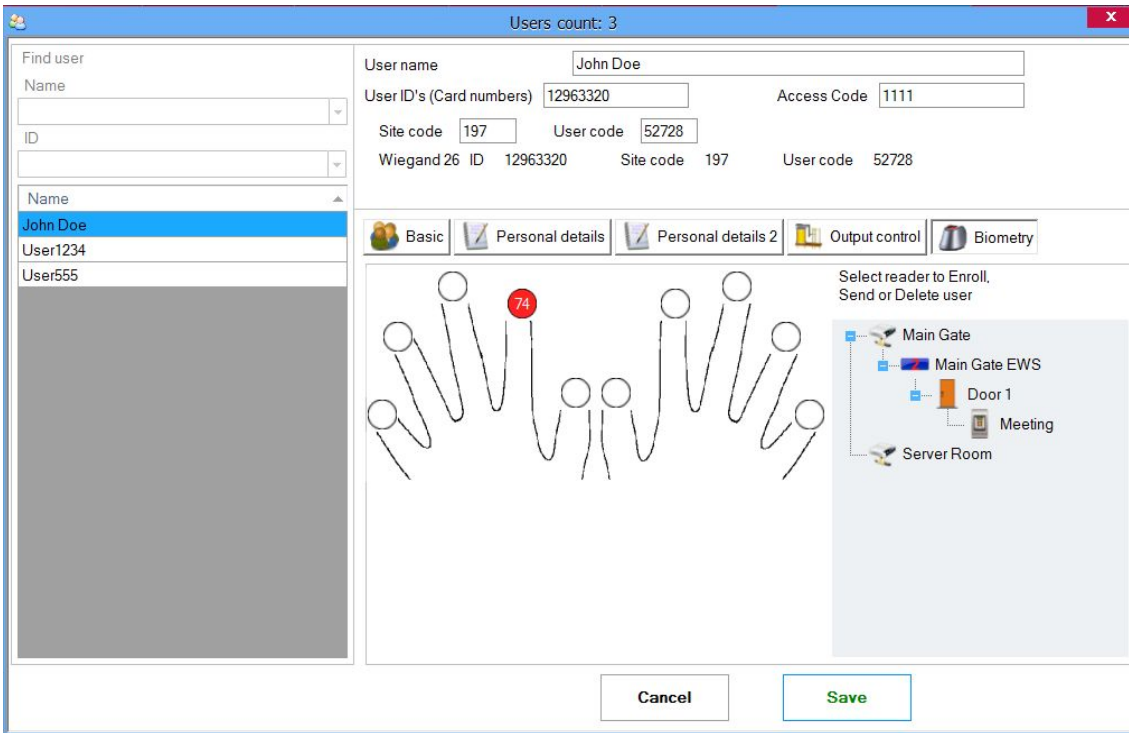 Users count: 3
x
Find user
Name
ID
Name
John Doe
User1234
User555
User name John Doe
User ID's (Card numbers) 12963320 Access Code 1111
Site code 197 User code 52728
Wiegand 26 ID 12963320 Site code 197 User code 52728
Basic Personal details Personal details 2 Output control Biometry
74
Select reader to Enroll,
Send or Delete user
Main Gate
Main Gate EWS
Door 1
Meeting
Server Room
Cancel Save